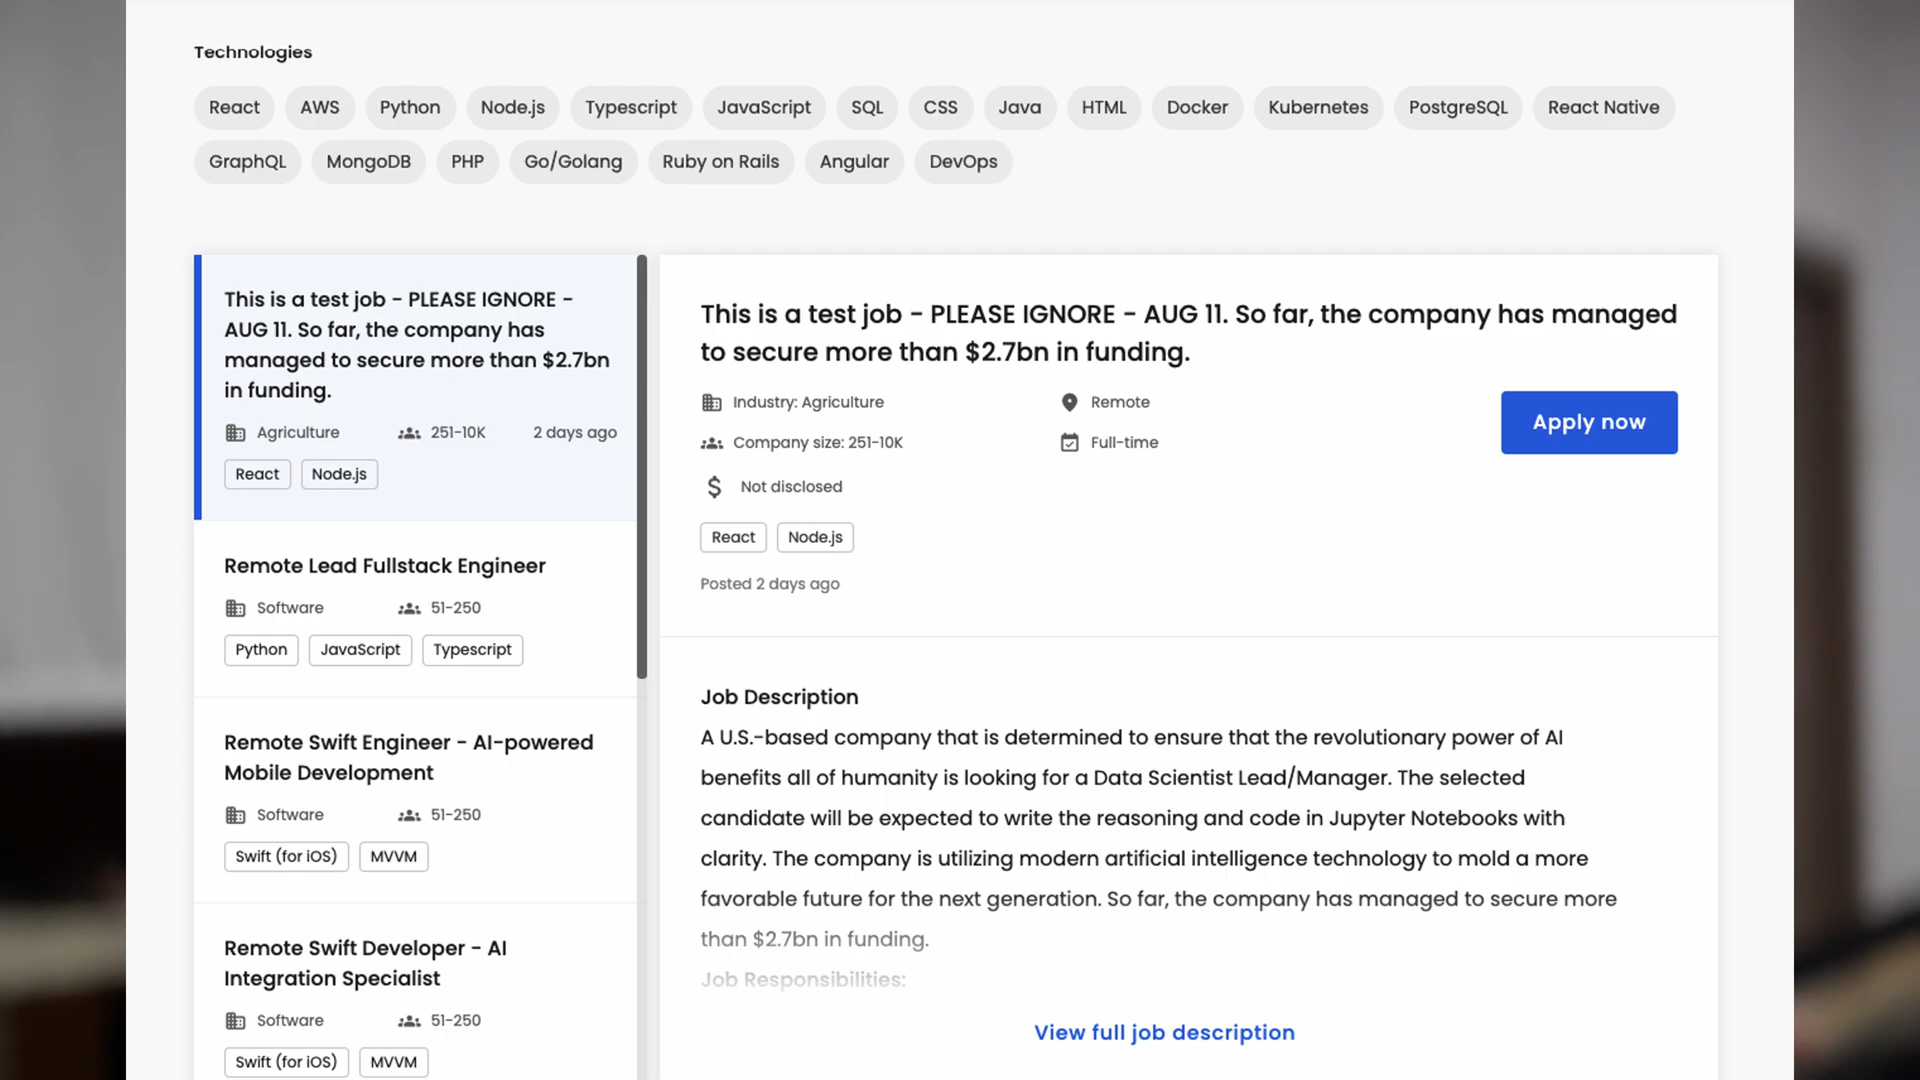 Technologies
React AWS Python Node.js Typescript JavaScript SQL CSS Java HTML Docker Kubernetes PostgreSQL React Native
GraphQL MongoDB PHP Go/Golang Ruby on Rails Angular DevOps
This is a test job - PLEASE IGNORE -
AUG 11. So far, the company has
managed to secure more than $2.7bn
in funding.
Agriculture 251-10K 2 days ago
React Node.js
Remote Lead Fullstack Engineer
Software 51-250
Python JavaScript Typescript
Remote Swift Engineer - AI-powered
Mobile Development
Software 51-250
Swift (for iOS) MVVM
Remote Swift Developer - AI
Integration Specialist
Software 51-250
Swift (for iOS) MVVM
This is a test job - PLEASE IGNORE - AUG 11. So far, the company has managed
to secure more than $2.7bn in funding.
Industry: Agriculture Remote
Company size: 251-10K Full-time
Apply now
Not disclosed
React Node.js
Posted 2 days ago
Job Description
A U.S.-based company that is determined to ensure that the revolutionary power of AI
benefits all of humanity is looking for a Data Scientist Lead/Manager. The selected
candidate will be expected to write the reasoning and code in Jupyter Notebooks with
clarity. The company is utilizing modern artificial intelligence technology to mold a more
favorable future for the next generation. So far, the company has managed to secure more
than $2.7bn in funding.
Job Responsibilities:
View full job description